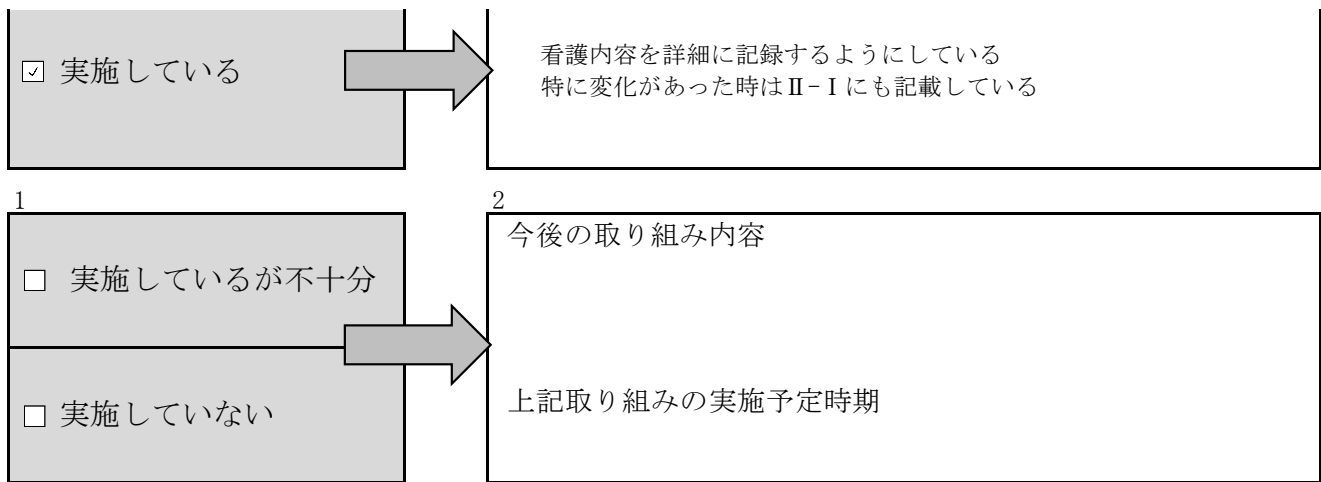 実施している
看護内容を詳細に記録するようにしている
特に変化があった時はⅡ-Ⅰにも記載している
1
2
今後の取り組み内容
実施しているが不十分
上記取り組みの実施予定時期
実施していない